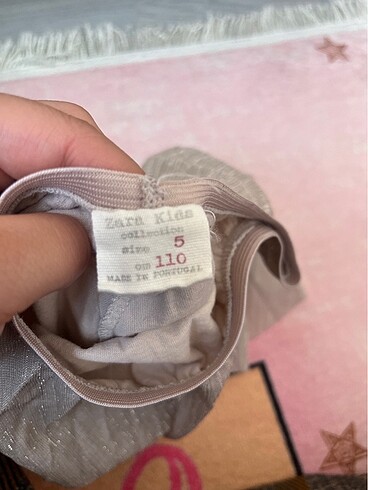 Zara Kids
collection
size 5
cm 110
MADE IN PORTUGAL